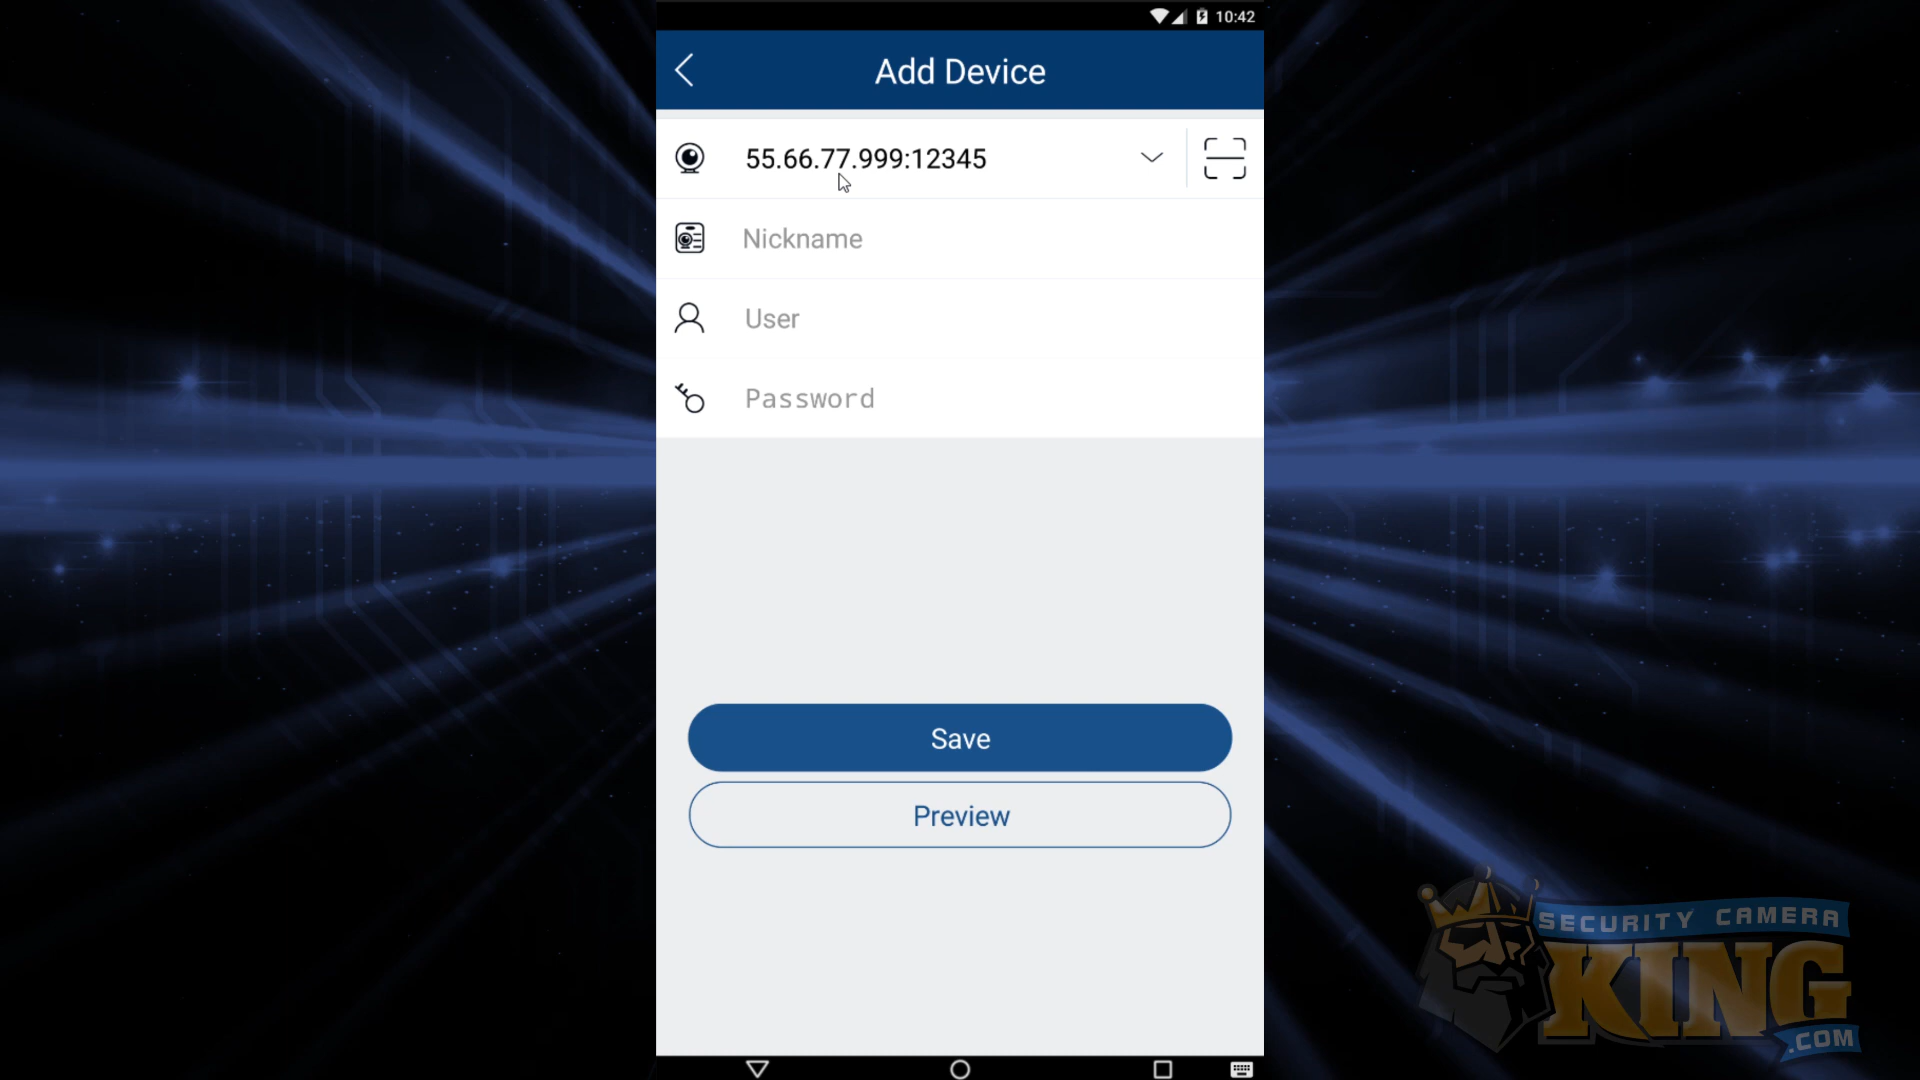 10:42
Add Device
55.66.77.999:12345
Nickname
User
Password
Save
Preview
SECURITY CAMERA
KING
.COM